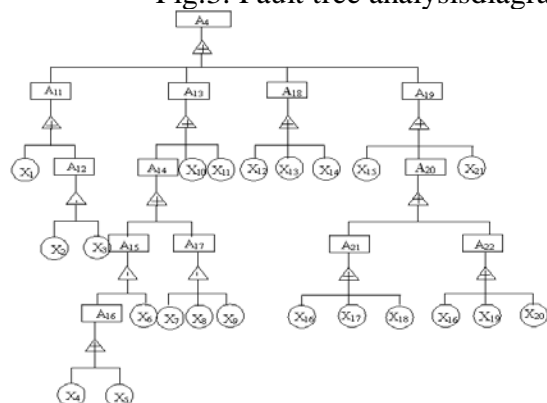 Fig.3. Fault tree analysisdiagra
A4
A11 A13 A18 A19
X1 A12 A14 X10 X11 X12 X13 X14 X15 A20 X21
X2 X3 A15 A17 A21 A22
A16 X6 X7 X8 X9 X16 X17 X18 X16 X19 X20
X4 X5